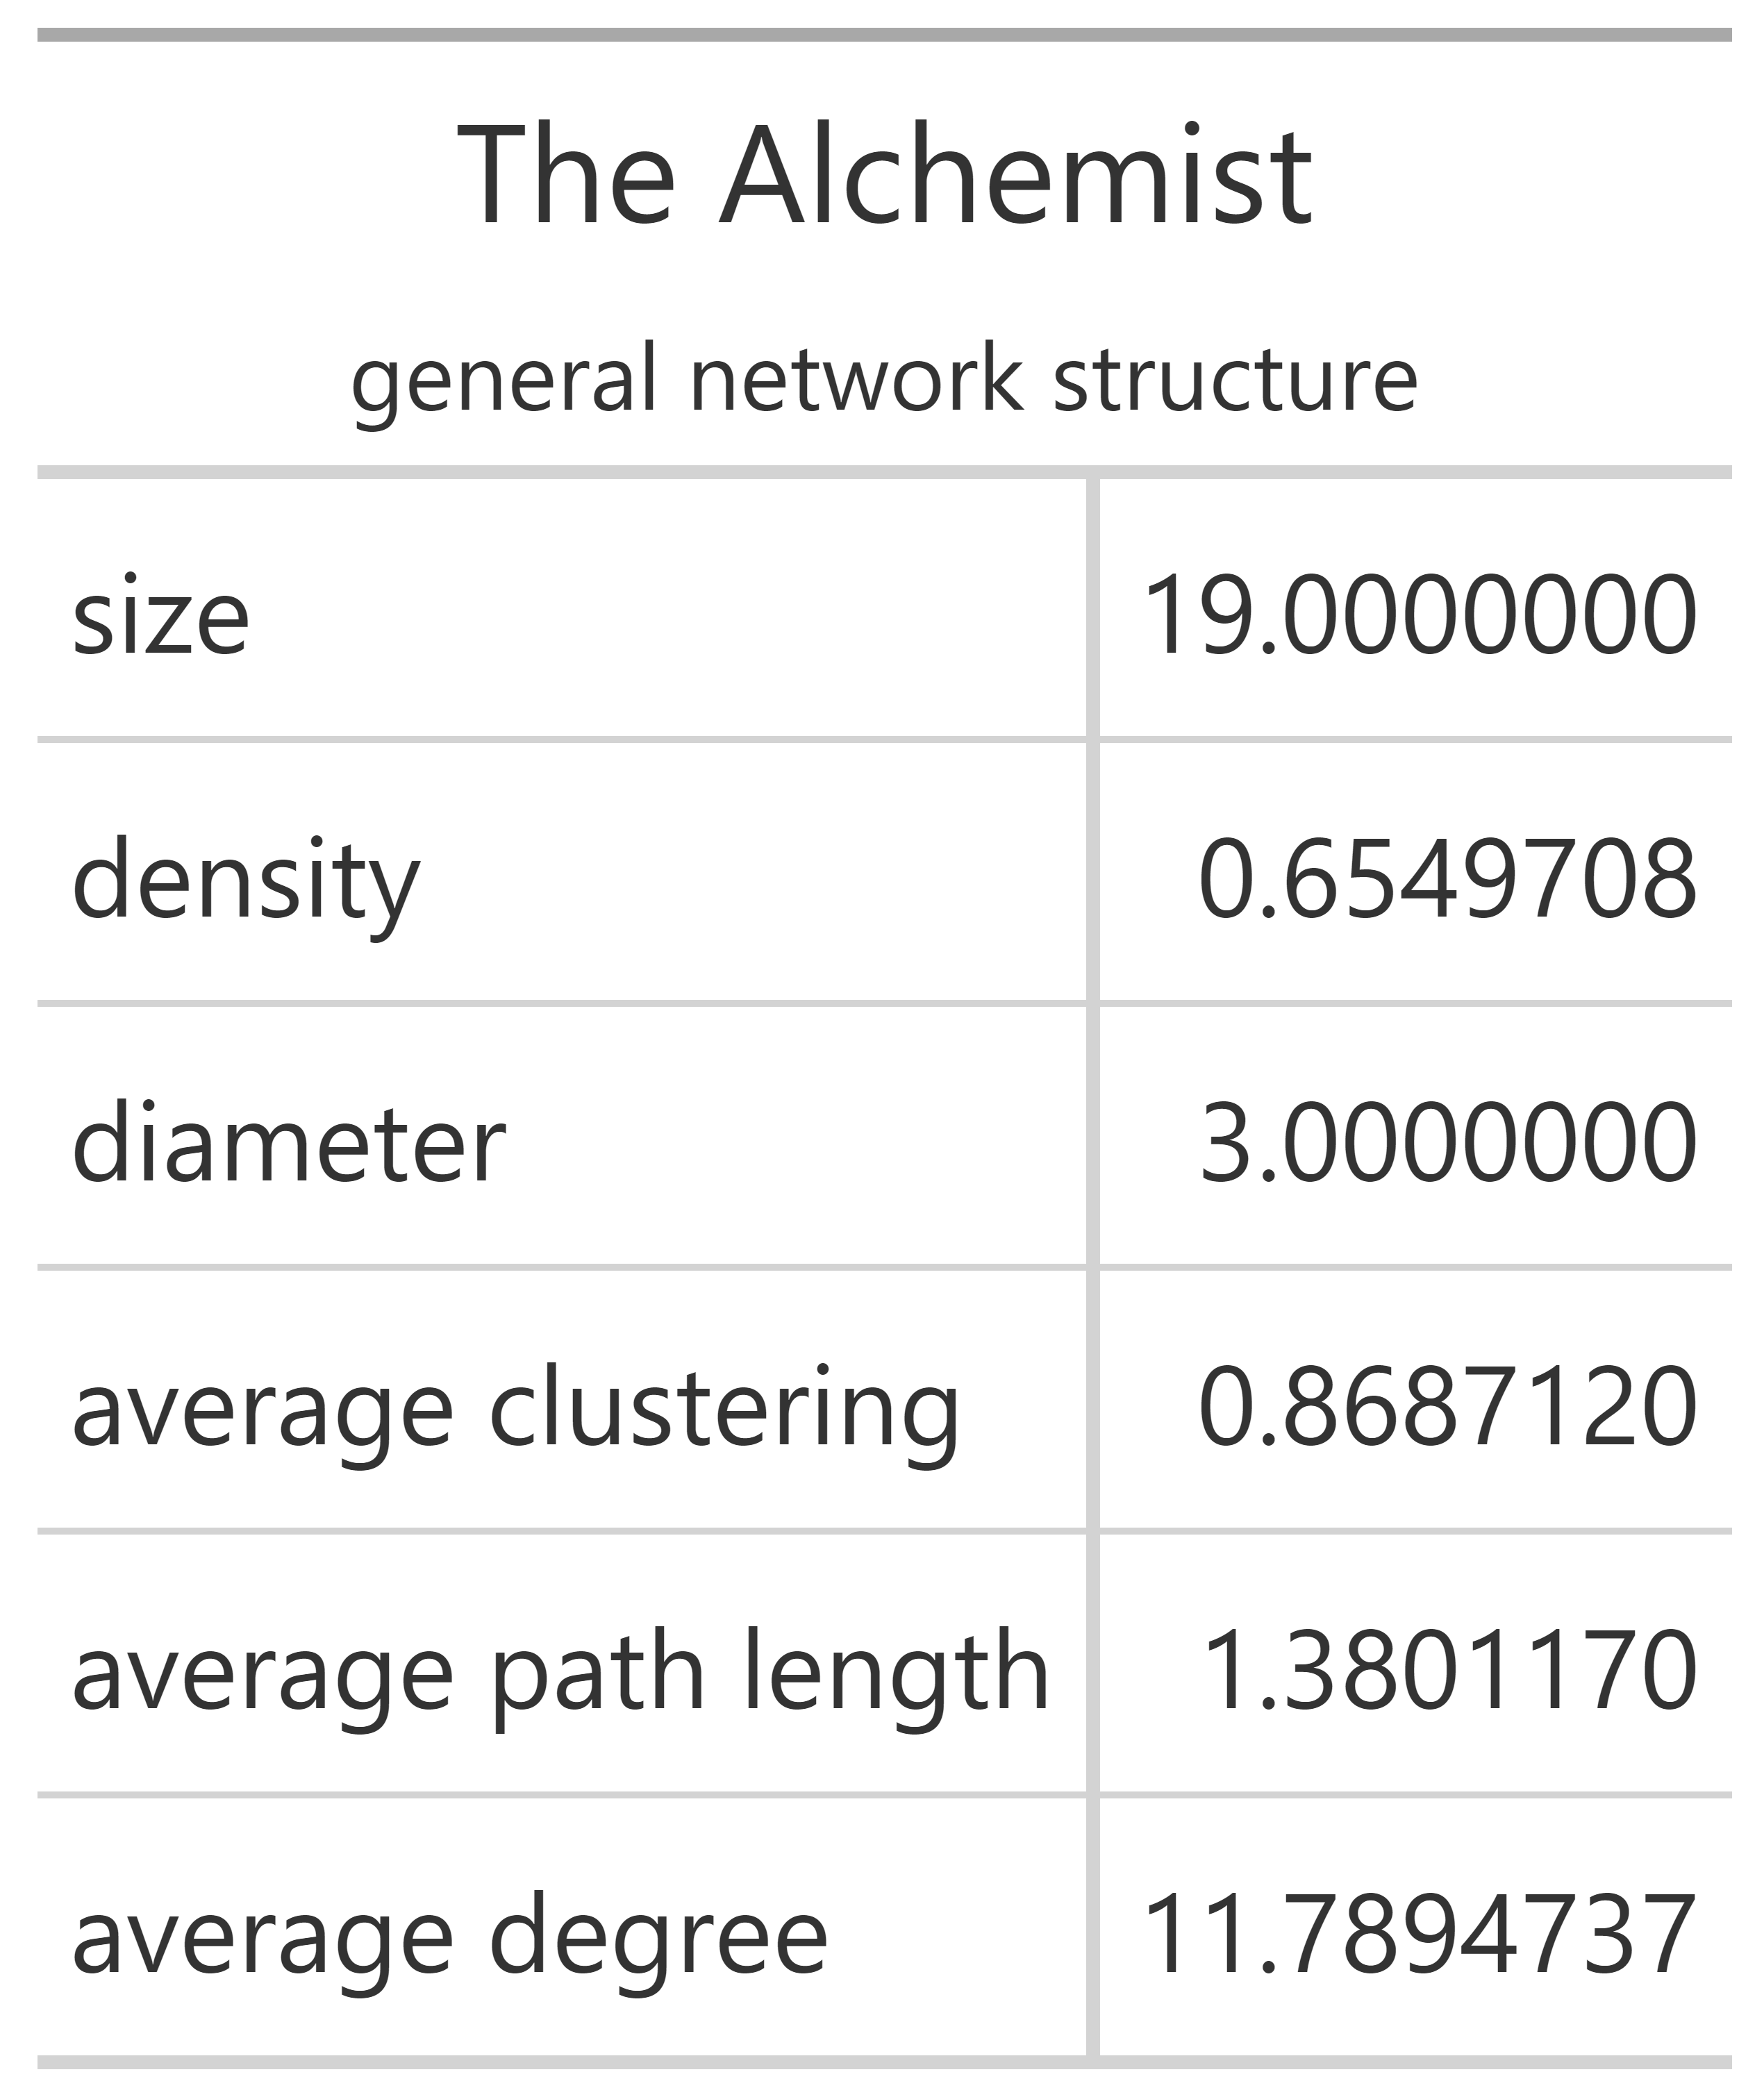 The Alchemist
general network structure
size 19.0000000
density 0.6549708
diameter 3.0000000
average clustering 0.8687120
average path length 1.3801170
average degree 11.7894737